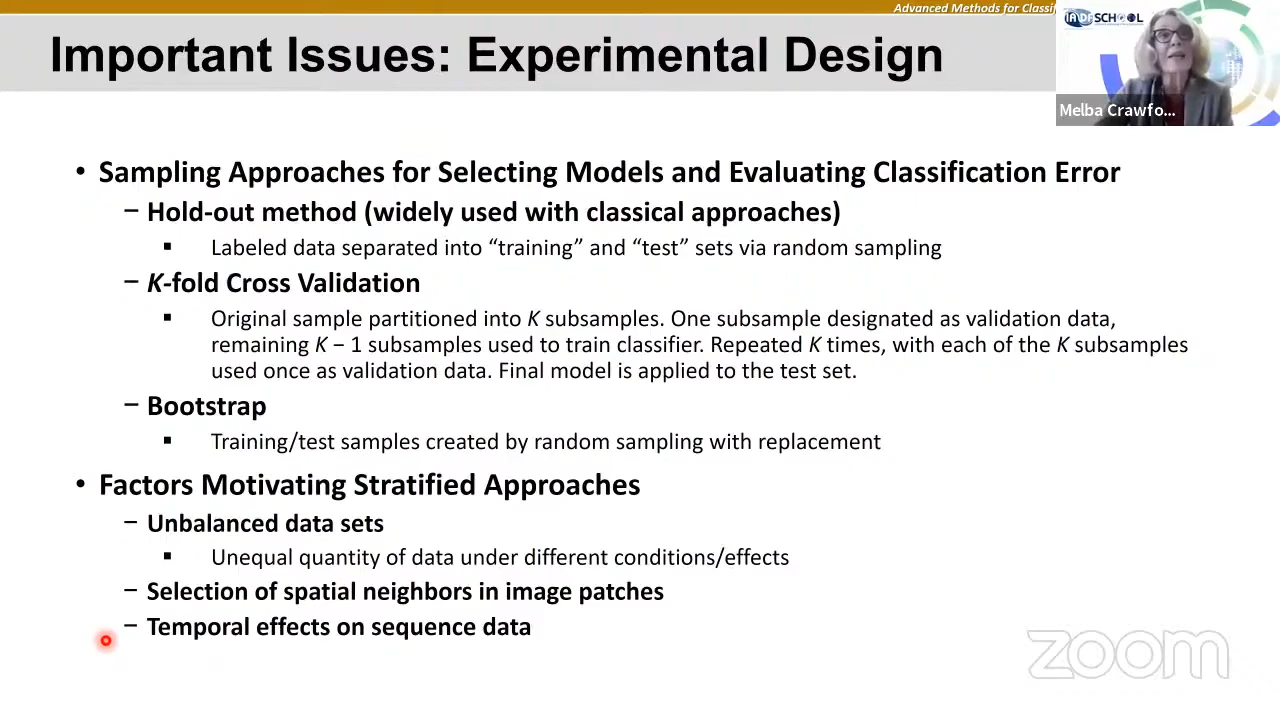 Advanced Methods for Classif
IADF SCHOOL
Important Issues: Experimental Design
Melba Crawfo...
• Sampling Approaches for Selecting Models and Evaluating Classification Error
– Hold-out method (widely used with classical approaches)
▪ Labeled data separated into “training” and “test” sets via random sampling
– K-fold Cross Validation
▪ Original sample partitioned into K subsamples. One subsample designated as validation data,
remaining K − 1 subsamples used to train classifier. Repeated K times, with each of the K subsamples
used once as validation data. Final model is applied to the test set.
– Bootstrap
▪ Training/test samples created by random sampling with replacement
• Factors Motivating Stratified Approaches
– Unbalanced data sets
▪ Unequal quantity of data under different conditions/effects
– Selection of spatial neighbors in image patches
– Temporal effects on sequence data
zoom